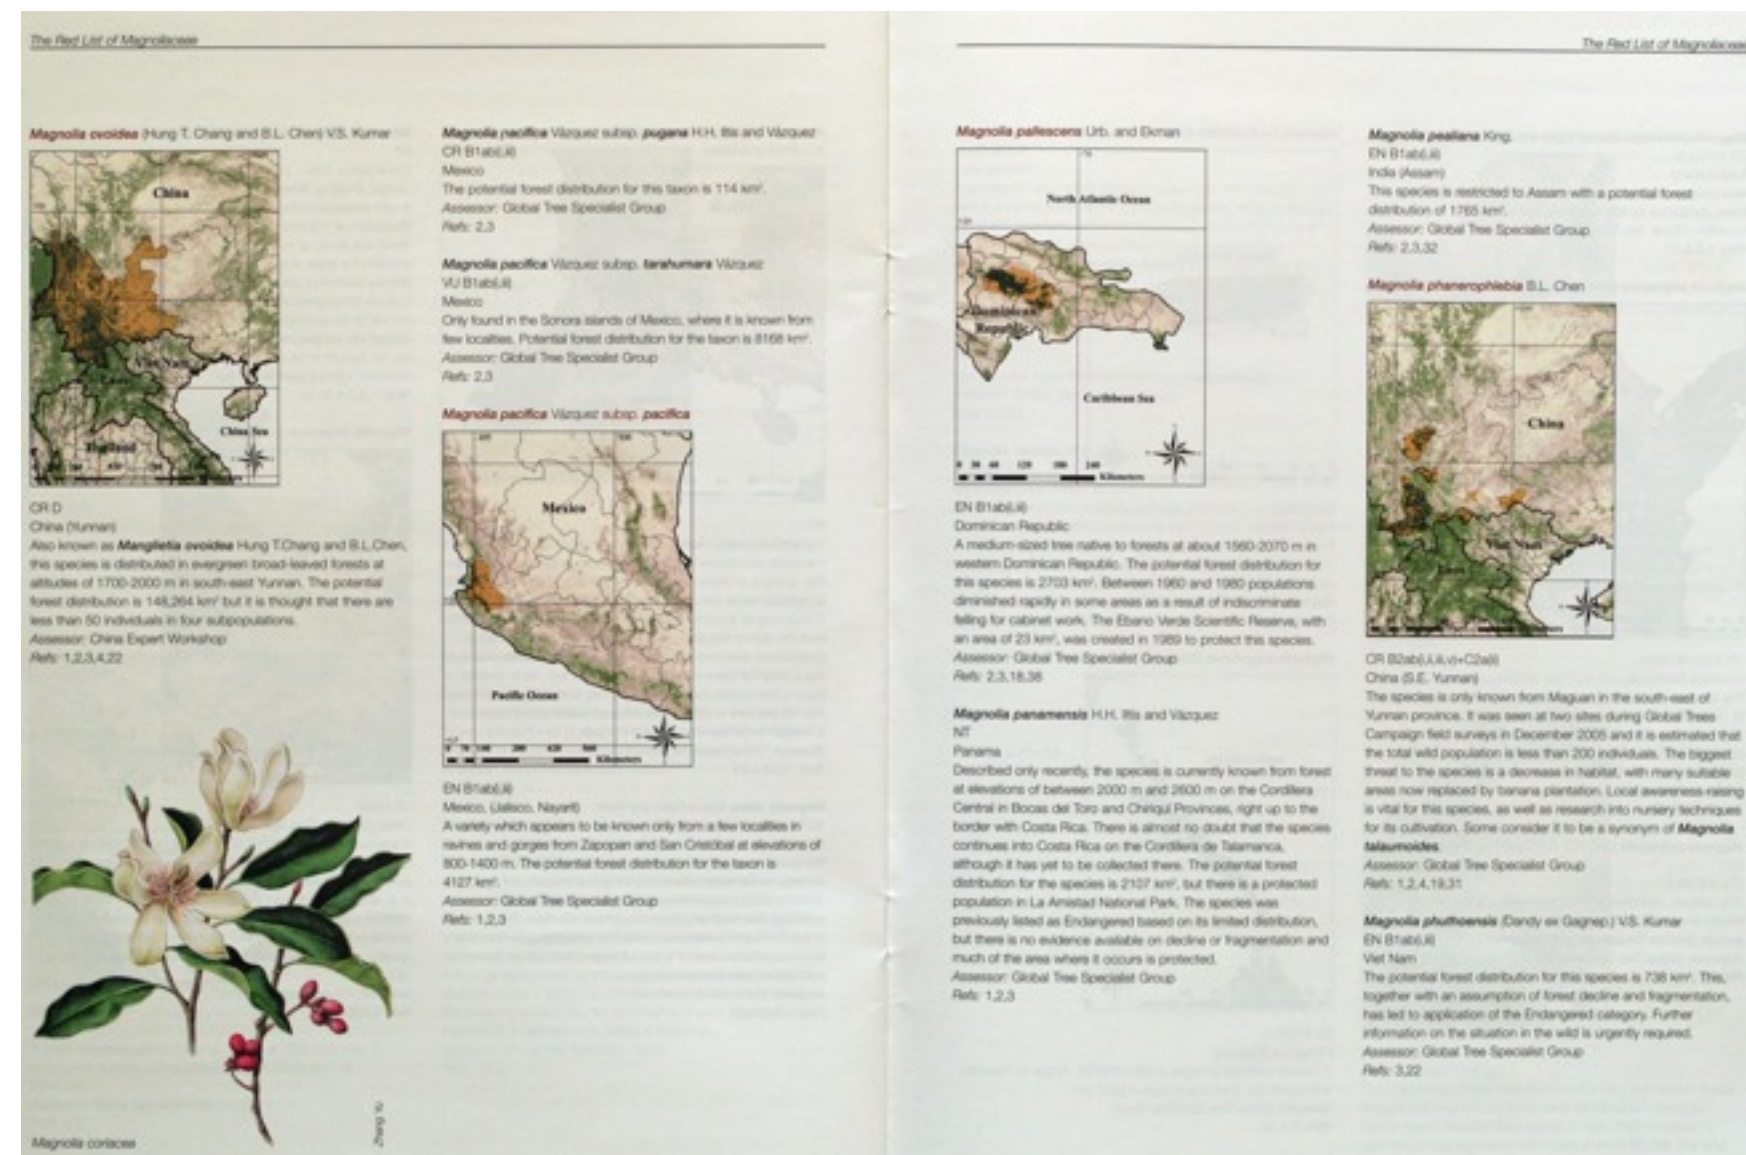 The Red List of Magnoliaceae
Magnolia ovoidea (Hung T. Chang and B.L. Chen) V.S. Kumar
China
Viet Nam
Laos
Thailand
China Sea
CR D
China (Yunnan)
Also known as Manglietia ovoidea Hung T.Chang and B.L.Chen,
this species is distributed in evergreen broad-leaved forests at
altitudes of 1700-2000 m in south-east Yunnan. The potential
forest distribution is 148,264 km² but it is thought that there are
less than 50 individuals in four subpopulations.
Assessor: China Expert Workshop
Refs: 1,2,3,4,22
Zhang Yu
Magnolia coriacea
Magnolia pacifica Vázquez subsp. pugana H.H. Iltis and Vázquez
CR B1ab(i,iii)
Mexico
The potential forest distribution for this taxon is 114 km².
Assessor: Global Tree Specialist Group
Refs: 2,3
Magnolia pacifica Vázquez subsp. tarahumara Vázquez
VU B1ab(i,iii)
Mexico
Only found in the Sonora islands of Mexico, where it is known from
few localities. Potential forest distribution for the taxon is 8168 km².
Assessor: Global Tree Specialist Group
Refs: 2,3
Magnolia pacifica Vázquez subsp. pacifica
Mexico
Pacific Ocean
Kilometers
EN B1ab(i,iii)
Mexico, (Jalisco, Nayarit)
A variety which appears to be known only from a few localities in
ravines and gorges from Zapopan and San Cristóbal at elevations of
800-1400 m. The potential forest distribution for the taxon is
4127 km².
Assessor: Global Tree Specialist Group
Refs: 1,2,3
The Red List of Magnoliaceae
Magnolia pallescens Urb. and Ekman
North Atlantic Ocean
Dominican
Republic
Caribbean Sea
0 30 60 120 180 240
Kilometers
EN B1ab(i,iii)
Dominican Republic
A medium-sized tree native to forests at about 1560-2070 m in
western Dominican Republic. The potential forest distribution for
this species is 2703 km². Between 1960 and 1980 populations
diminished rapidly in some areas as a result of indiscriminate
felling for cabinet work. The Ebano Verde Scientific Reserve, with
an area of 23 km², was created in 1989 to protect this species.
Assessor: Global Tree Specialist Group
Refs: 2,3,18,38
Magnolia panamensis H.H. Iltis and Vázquez
NT
Panama
Described only recently, the species is currently known from forest
at elevations of between 2000 m and 2600 m on the Cordillera
Central in Bocas del Toro and Chiriquí Provinces, right up to the
border with Costa Rica. There is almost no doubt that the species
continues into Costa Rica on the Cordillera de Talamanca,
although it has yet to be collected there. The potential forest
distribution for the species is 2107 km², but there is a protected
population in La Amistad National Park. The species was
previously listed as Endangered based on its limited distribution,
but there is no evidence available on decline or fragmentation and
much of the area where it occurs is protected.
Assessor: Global Tree Specialist Group
Refs: 1,2,3
Magnolia pealiana King.
EN B1ab(i,iii)
India (Assam)
This species is restricted to Assam with a potential forest
distribution of 1765 km².
Assessor: Global Tree Specialist Group
Refs: 2,3,32
Magnolia phanerophlebia B.L. Chen
China
Viet Nam
Laos
CR B2ab(i,ii,iii,v)+C2a(ii)
China (S.E. Yunnan)
The species is only known from Maguan in the south-east of
Yunnan province. It was seen at two sites during Global Trees
Campaign field surveys in December 2005 and it is estimated that
the total wild population is less than 200 individuals. The biggest
threat to the species is a decrease in habitat, with many suitable
areas now replaced by banana plantation. Local awareness-raising
is vital for this species, as well as research into nursery techniques
for its cultivation. Some consider it to be a synonym of Magnolia
talaumoides.
Assessor: Global Tree Specialist Group
Refs: 1,2,4,19,31
Magnolia phuthoensis (Dandy ex Gagnep.) V.S. Kumar
EN B1ab(i,iii)
Viet Nam
The potential forest distribution for this species is 738 km². This,
together with an assumption of forest decline and fragmentation,
has led to application of the Endangered category. Further
information on the situation in the wild is urgently required.
Assessor: Global Tree Specialist Group
Refs: 3,22